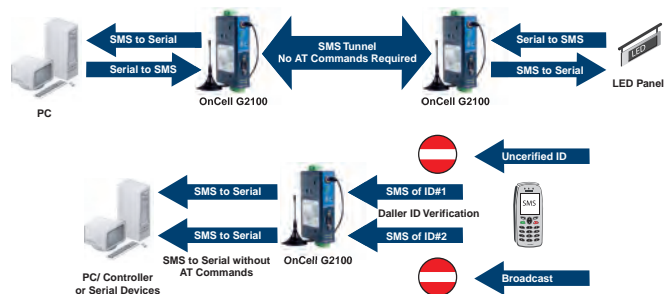 SMS to Serial
Serial to SMS
PC
OnCell G2100
SMS Tunnel
No AT Commands Required
OnCell G2100
Serial to SMS
SMS to Serial
LED
LED Panel
Uncerified ID
SMS to Serial
SMS of ID#1
Daller ID Verification
SMS
SMS to Serial
SMS of ID#2
SMS to Serial without
AT Commands
OnCell G2100
PC/ Controller
or Serial Devices
Broadcast